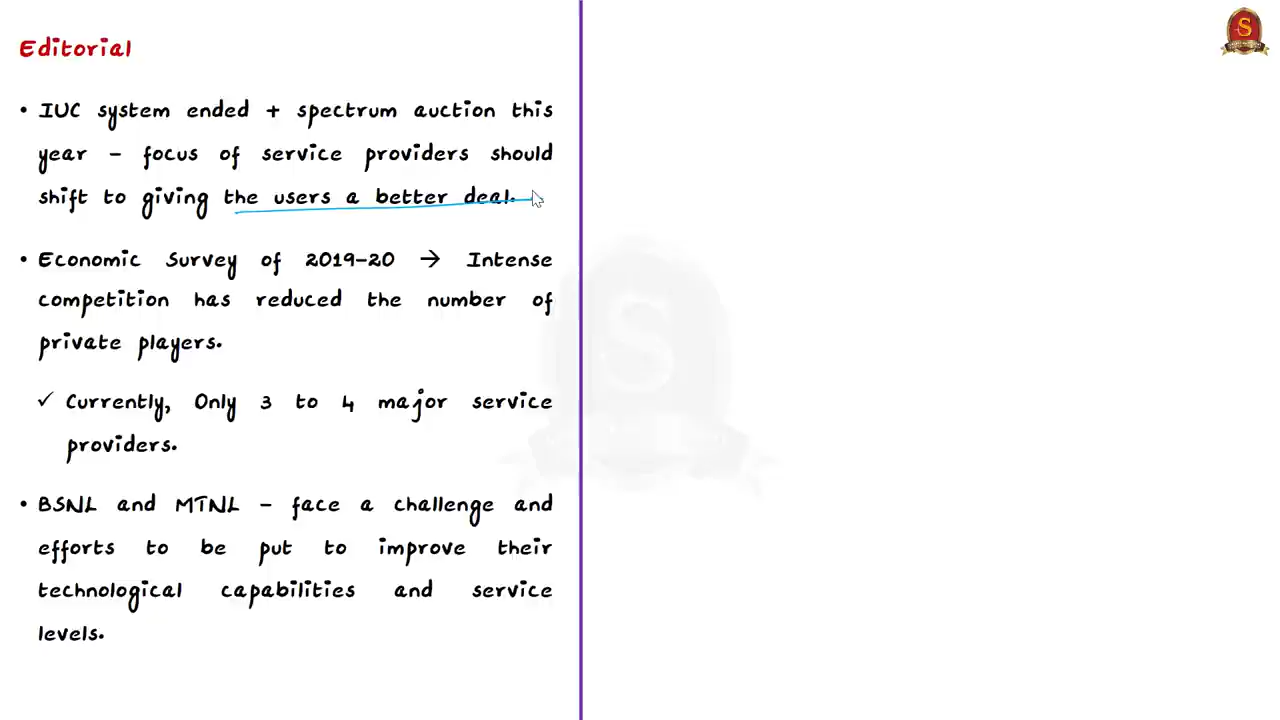 Editorial
• IUC system ended + spectrum auction this
year – focus of service providers should
shift to giving the users a better deal.
• Economic Survey of 2019-20 → Intense
competition has reduced the number of
private players.
✓ Currently, Only 3 to 4 major service
providers.
• BSNL and MTNL – face a challenge and
efforts to be put to improve their
technological capabilities and service
levels.
S
S